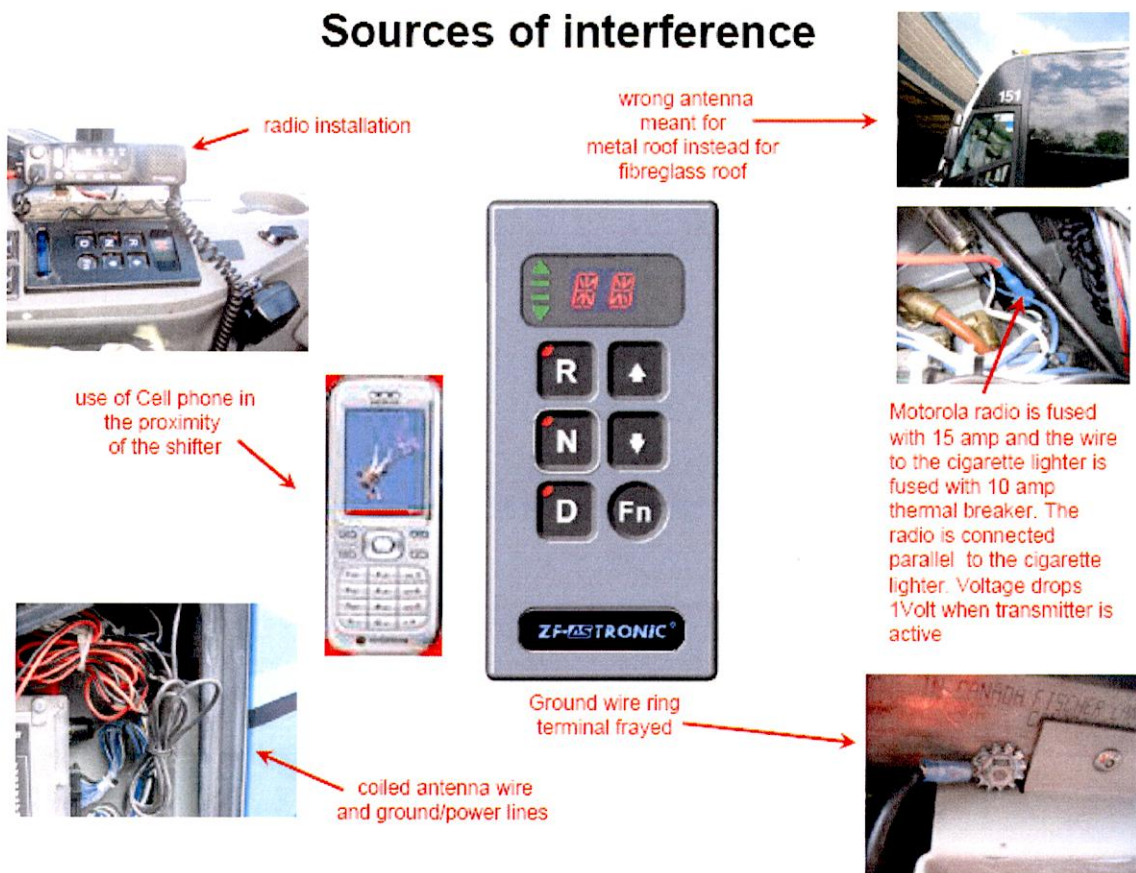 Sources of interference
radio installation
wrong antenna
meant for
metal roof instead for
fibreglass roof
151
R
N
D
Fn
use of Cell phone in
the proximity
of the shifter
Motorola radio is fused
with 15 amp and the wire
to the cigarette lighter is
fused with 10 amp
thermal breaker. The
radio is connected
parallel to the cigarette
lighter. Voltage drops
1Volt when transmitter is
active
ZF-ASTRONIC
Ground wire ring
terminal frayed
IN CANADA
coiled antenna wire
and ground/power lines